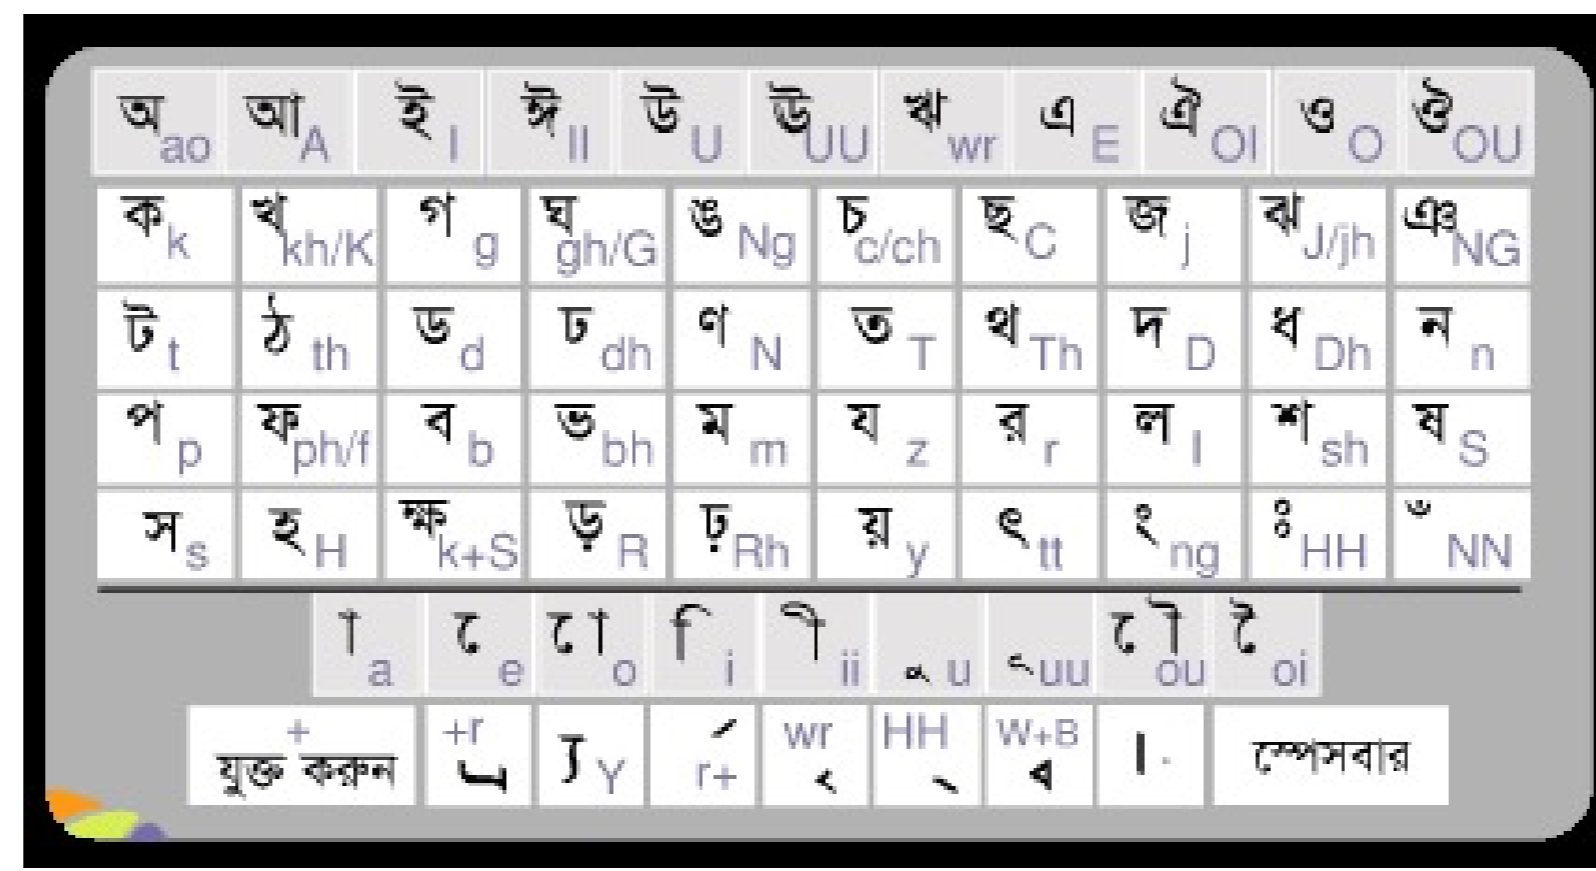 অ ao আ A ই I ঈ II উ U ঊ UU ঋ wr এ E ঐ OI ও O ঔ OU
ক k খ kh/K গ g ঘ gh/G ঙ Ng চ c/ch ছ C জ j ঝ J/jh ঞ NG
ট t ঠ th ড d ঢ dh ণ N ত T থ Th দ D ধ Dh ন n
প p ফ ph/f ব b ভ bh ম m য z র r ল l শ sh ষ S
স s হ H ক্ষ k+S ড় R ঢ় Rh য় y ৎ tt ং ng ঃ HH ঁ NN
া a ে e ো o ি i ী ii ু u ূ uu ৌ ou ৈ oi
+ যুক্ত করুন +r ্র ্য Y র্ r+ wr ৃ HH ্ W+B ্ব । . স্পেসবার